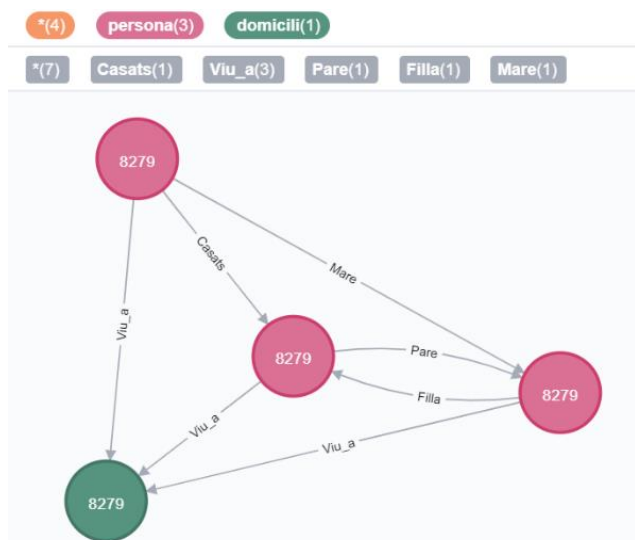 *(4) persona(3) domicili(1)
*(7) Casats(1) Viu_a(3) Pare(1) Filla(1) Mare(1)
8279
Casats
Mare
Viu_a
8279
Pare
Filla
8279
Viu_a
Viu_a
8279